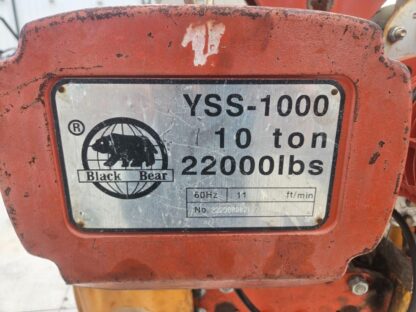 YSS-1000
10 ton
22000lbs
®
Black Bear
60Hz 11 ft/min
No.